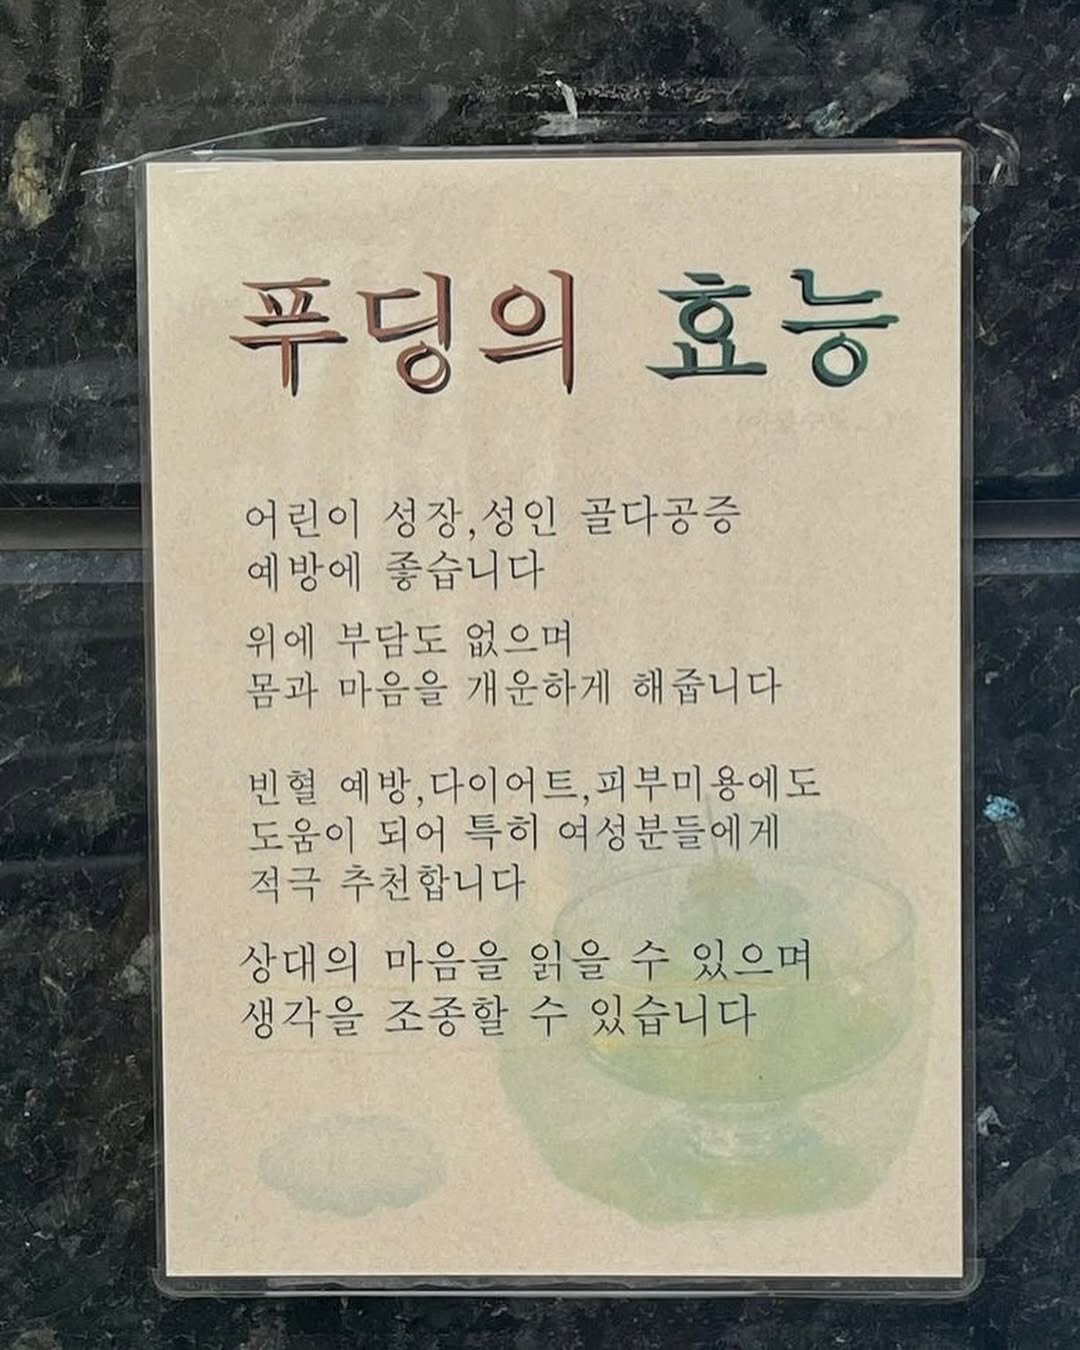 푸딩의 효능
어린이 성장,성인 골다공증
예방에 좋습니다
위에 부담도 없으며
몸과 마음을 개운하게 해줍니다
빈혈 예방,다이어트,피부미용에도
도움이 되어 특히 여성분들에게
적극 추천합니다
상대의 마음을 읽을 수 있으며
생각을 조종할 수 있습니다